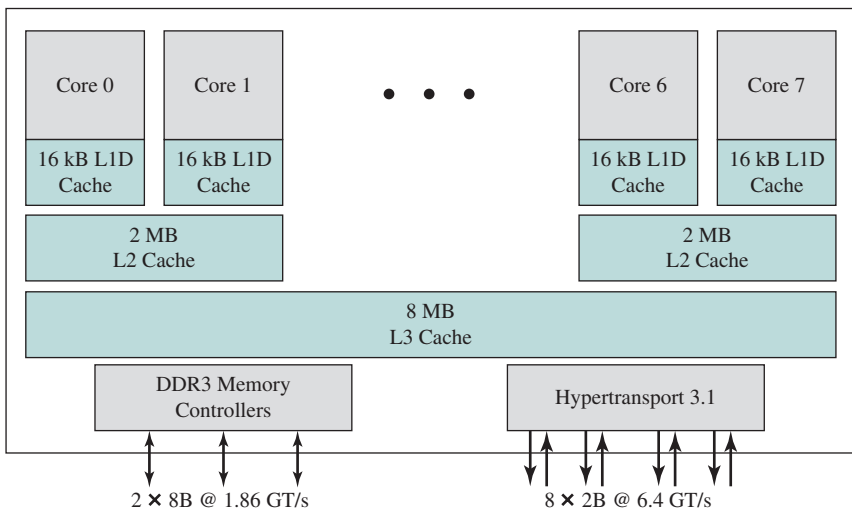 Core 0
Core 1
Core 6
Core 7
16 kB L1D
Cache
16 kB L1D
Cache
16 kB L1D
Cache
16 kB L1D
Cache
2 MB
L2 Cache
2 MB
L2 Cache
8 MB
L3 Cache
DDR3 Memory
Controllers
Hypertransport 3.1
2 × 8B @ 1.86 GT/s
8 × 2B @ 6.4 GT/s